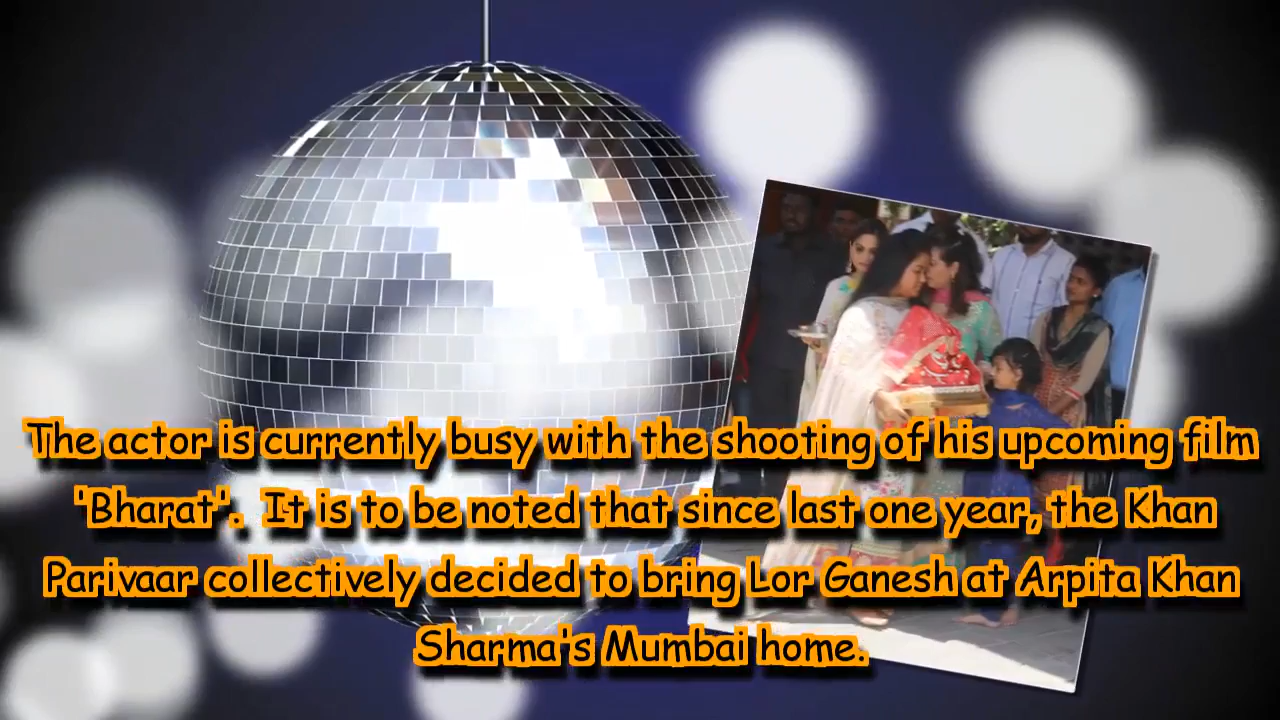 The actor is currently busy with the shooting of his upcoming film
'Bharat'.  It is to be noted that since last one year, the Khan
Parivaar collectively decided to bring Lor Ganesh at Arpita Khan
Sharma's Mumbai home.